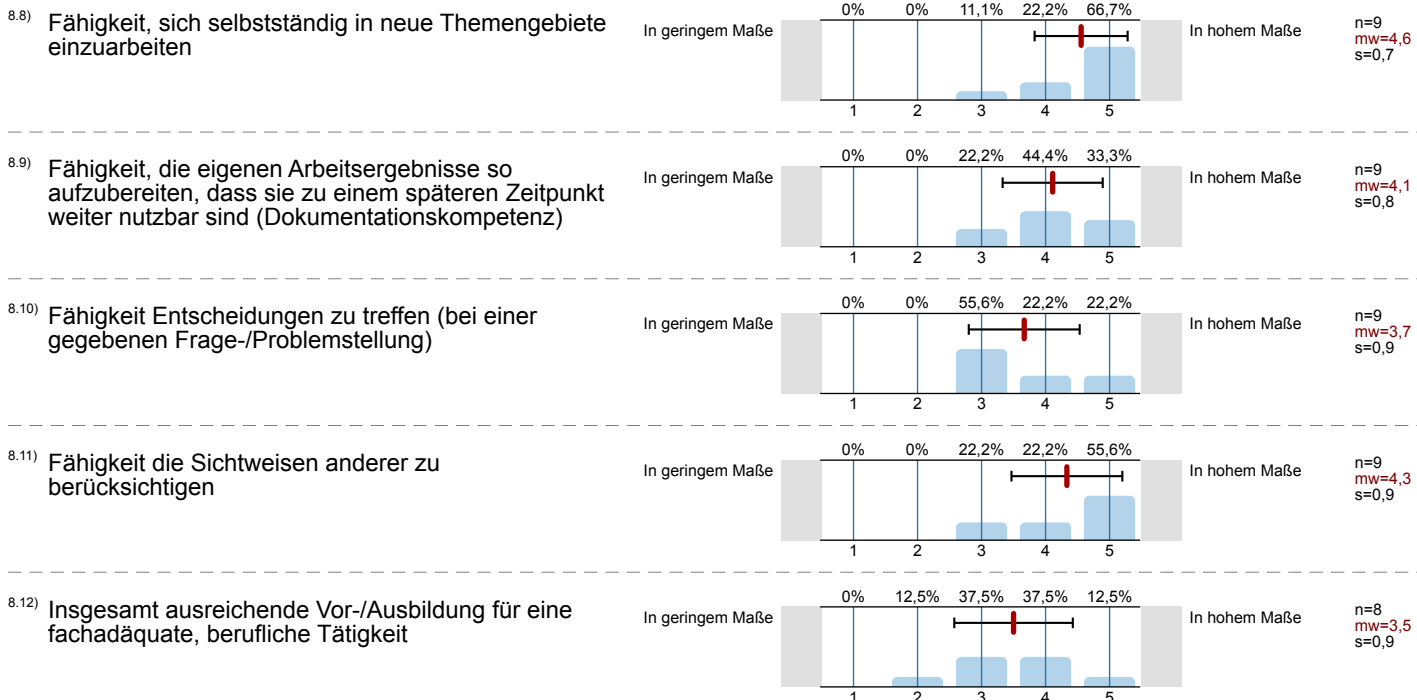 8.8) Fähigkeit, sich selbstständig in neue Themengebiete
einzuarbeiten
In geringem Maße
0% 0% 11,1% 22,2% 66,7%
1 2 3 4 5
In hohem Maße
n=9
mw=4,6
s=0,7
8.9) Fähigkeit, die eigenen Arbeitsergebnisse so
aufzubereiten, dass sie zu einem späteren Zeitpunkt
weiter nutzbar sind (Dokumentationskompetenz)
In geringem Maße
0% 0% 22,2% 44,4% 33,3%
1 2 3 4 5
In hohem Maße
n=9
mw=4,1
s=0,8
8.10) Fähigkeit Entscheidungen zu treffen (bei einer
gegebenen Frage-/Problemstellung)
In geringem Maße
0% 0% 55,6% 22,2% 22,2%
1 2 3 4 5
In hohem Maße
n=9
mw=3,7
s=0,9
8.11) Fähigkeit die Sichtweisen anderer zu
berücksichtigen
In geringem Maße
0% 0% 22,2% 22,2% 55,6%
1 2 3 4 5
In hohem Maße
n=9
mw=4,3
s=0,9
8.12) Insgesamt ausreichende Vor-/Ausbildung für eine
fachadäquate, berufliche Tätigkeit
In geringem Maße
0% 12,5% 37,5% 37,5% 12,5%
1 2 3 4 5
In hohem Maße
n=8
mw=3,5
s=0,9